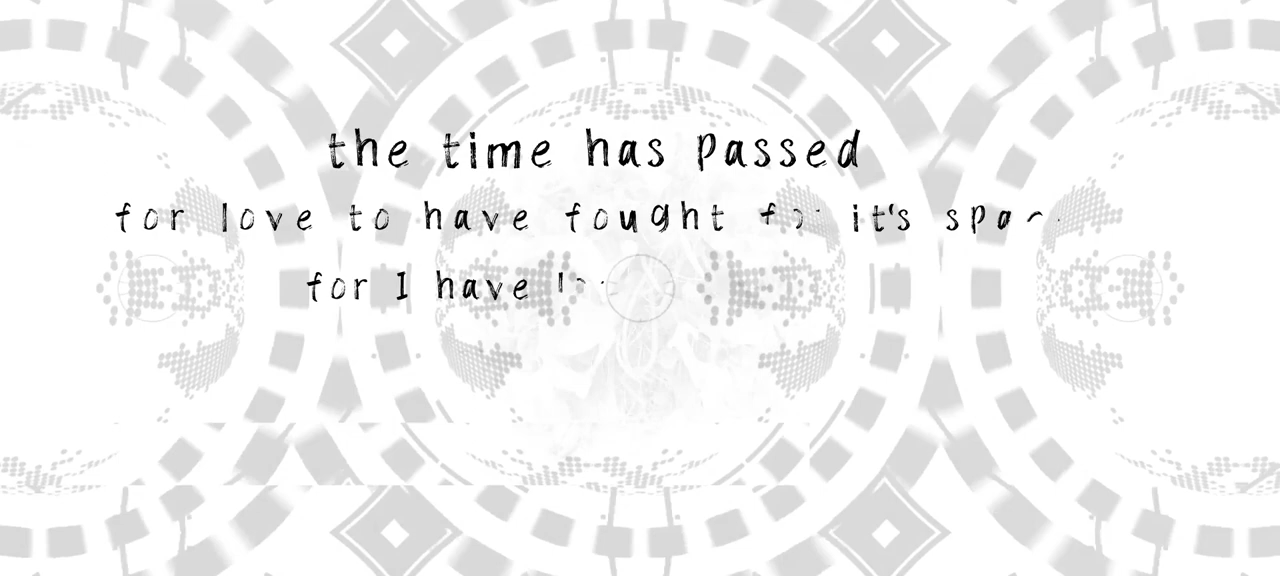 the time has passed
for love to have fought it's
for I have